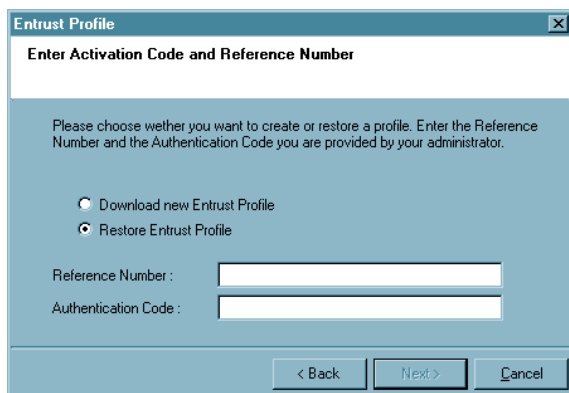 Entrust Profile
Enter Activation Code and Reference Number
Please choose wether you want to create or restore a profile. Enter the Reference
Number and the Authentication Code you are provided by your administrator.
Download new Entrust Profile
Restore Entrust Profile
Reference Number :
Authentication Code :
< Back
Next >
Cancel